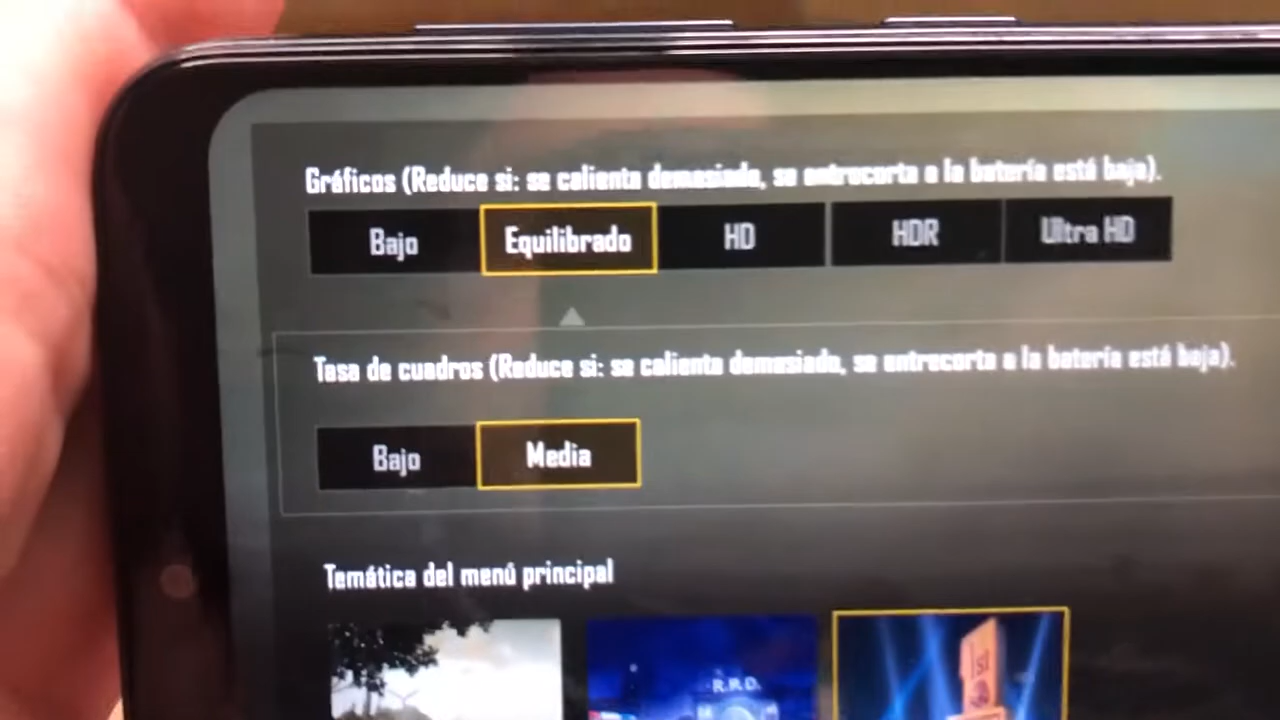 Gráficos (Reduce si: se calienta demasiado, se entrecorta o la batería está baja).
Bajo Equilibrado HD HDR Ultra HD
Tasa de cuadros (Reduce si: se calienta demasiado, se entrecorta o la batería está baja).
Bajo Media
Temática del menú principal
R.R.D.
1st